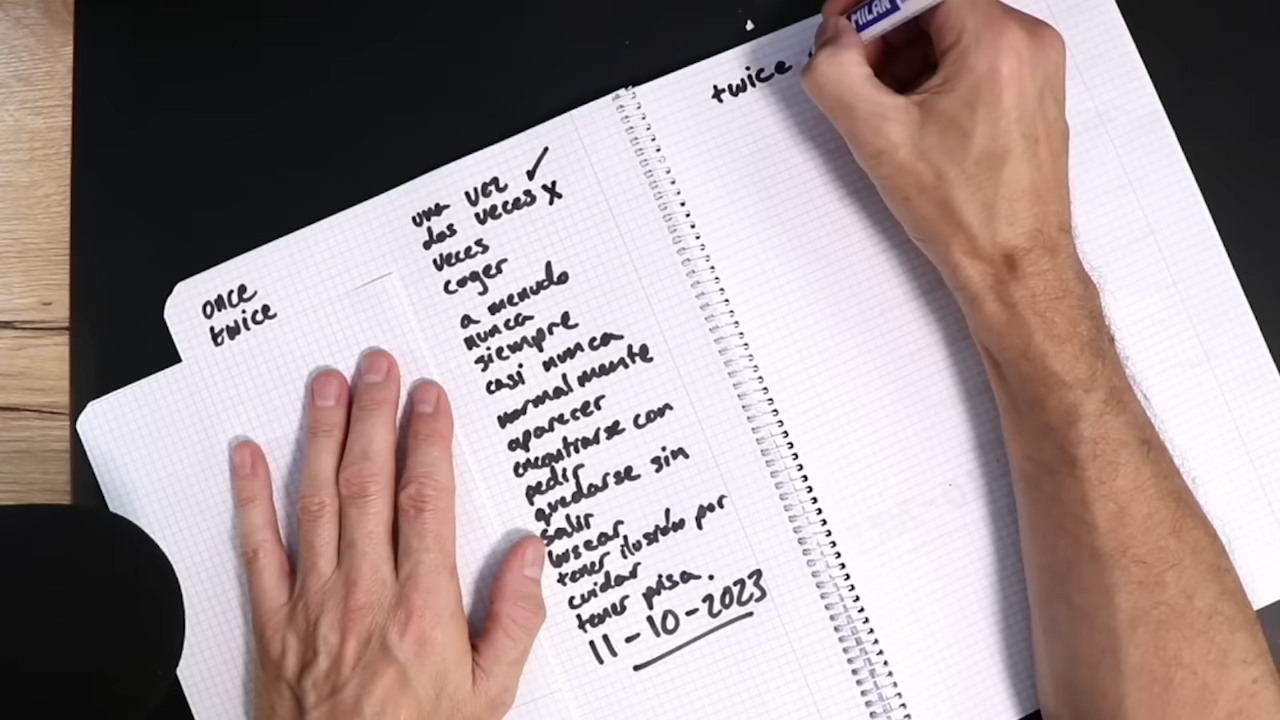 once
twice
una vez ✓
dos veces x
veces
coger
a menudo
nunca
siempre
casi nunca
normalmente
aparecer
encontrarse con
pedir
quedarse sin
salir
buscar
tener ilusión por
cuidar
tener prisa.
11-10-2023
twice
MILAN